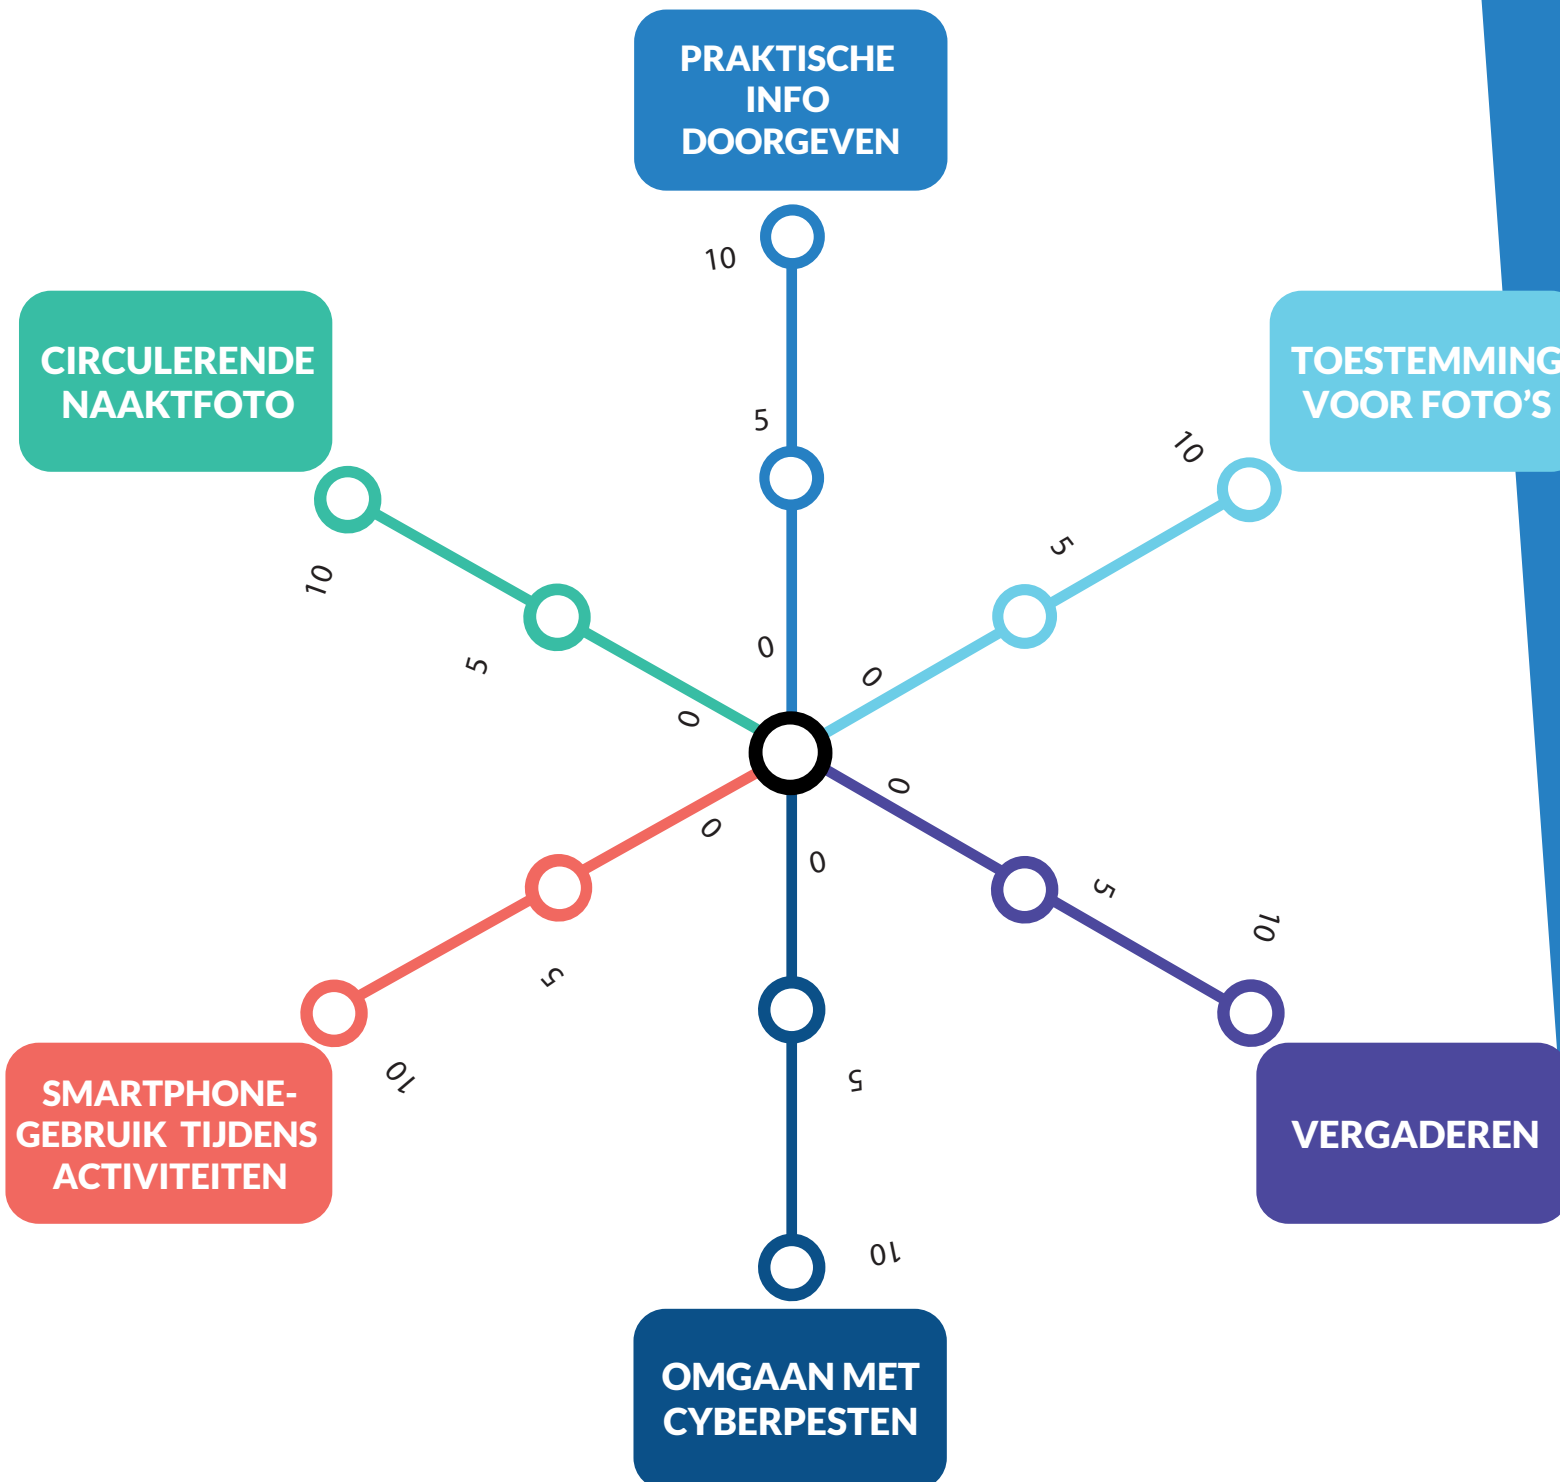 PRAKTISCHE
INFO
DOORGEVEN
10
5
0
TOESTEMMING
VOOR FOTO'S
10
5
0
VERGADEREN
0
5
10
OMGAAN MET
CYBERPESTEN
0
5
10
SMARTPHONE-
GEBRUIK TIJDENS
ACTIVITEITEN
0
5
10
CIRCULERENDE
NAAKTFOTO
10
5
0